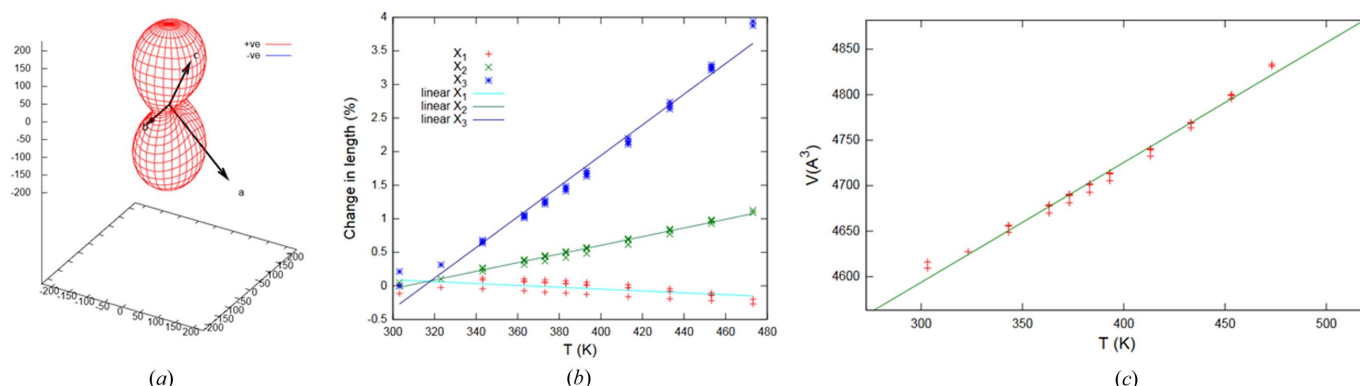 200
150
100
50
0
-50
-100
-150
-200
+ve
-ve
c
b
a
-200
-150
-100
-50
0
50
100
150
200
-200
-150
-100
-50
0
50
100
150
200
(a)
Change in length (%)
4
3.5
3
2.5
2
1.5
1
0.5
0
-0.5
X1
X2
X3
linear X1
linear X2
linear X3
300 320 340 360 380 400 420 440 460 480
T (K)
(b)
V(A^3)
4850
4800
4750
4700
4650
4600
300 350 400 450 500
T (K)
(c)